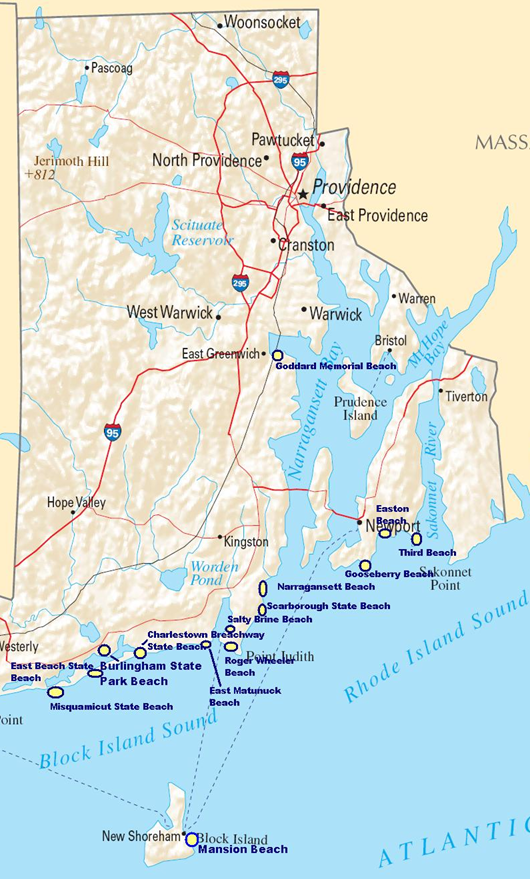 Woonsocket
Pascoag
295
MASS
Pawtucket
Jerimoth Hill
+812
North Providence
95
Providence
East Providence
Scituate
Reservoir
Cranston
295
West Warwick
Warwick
Warren
Bristol
Mt Hope
Bay
East Greenwich
Goddard Memorial Beach
Narragansett Bay
Prudence
Island
Tiverton
95
Sakonnet River
Hope Valley
Easton
Beach
Newport
Kingston
Third Beach
Worden
Pond
Gooseberry Beach
Sakonnet
Point
Narragansett Beach
Scarborough State Beach
Salty Brine Beach
Westerly
Charlestown Breachway
State Beach
Point Judith
Roger Wheeler
Beach
East Beach State
Beach
Burlingham State
Park Beach
East Matunuck
Beach
Misquamicut State Beach
Rhode Island Sound
Point
Block Island Sound
New Shoreham
Block Island
Mansion Beach
ATLANTIC